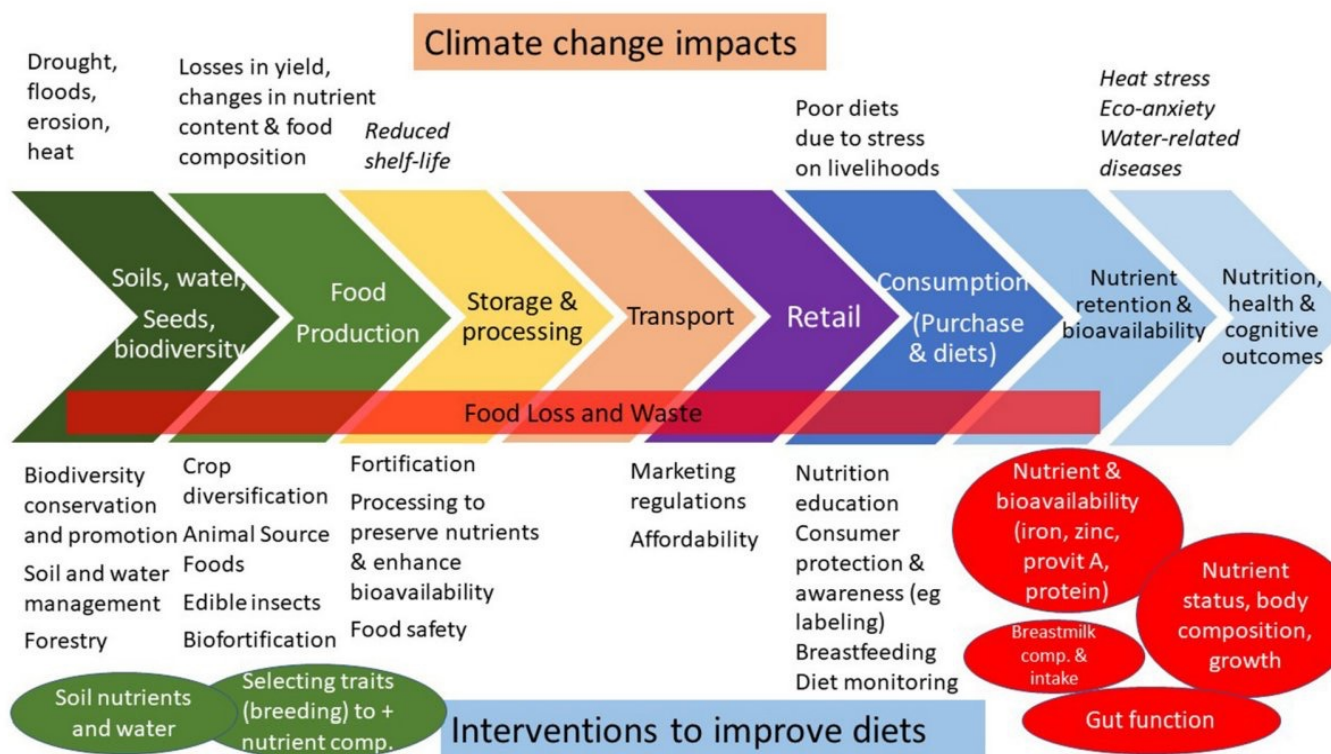 Climate change impacts
Drought,
floods,
erosion,
heat
Losses in yield,
changes in nutrient
content & food
composition
Reduced
shelf-life
Poor diets
due to stress
on livelihoods
Heat stress
Eco-anxiety
Water-related
diseases
Soils, water,
Seeds,
biodiversity
Food
Production
Storage &
processing
Transport
Retail
Consumption
(Purchase
& diets)
Nutrient
retention &
bioavailability
Nutrition,
health &
cognitive
outcomes
Food Loss and Waste
Biodiversity
conservation
and promotion
Soil and water
management
Forestry
Crop
diversification
Animal Source
Foods
Edible insects
Biofortification
Fortification
Processing to
preserve nutrients
& enhance
bioavailability
Food safety
Marketing
regulations
Affordability
Nutrition
education
Consumer
protection &
awareness (eg
labeling)
Breastfeeding
Diet monitoring
Nutrient &
bioavailability
(iron, zinc,
provit A,
protein)
Nutrient
status, body
composition,
growth
Breastmilk
comp. &
intake
Gut function
Soil nutrients
and water
Selecting traits
(breeding) to +
nutrient comp.
Interventions to improve diets